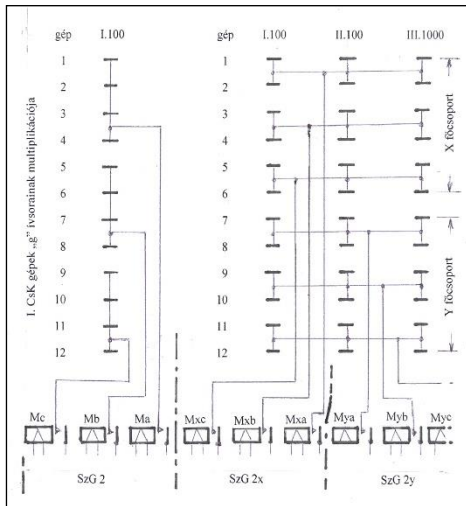 gép I.100 gép I.100 II.100 III.1000
1 1
2 2
3 3
4 4
5 5
6 6
7 7
8 8
9 9
10 10
11 11
12 12
I. CsK gépek „g” ívsorainak multiplikációja
X főcsoport
Y főcsoport
Mc Mb Ma Mxc Mxb Mxa Mya Myb Myc
SzG 2 SzG 2x SzG 2y